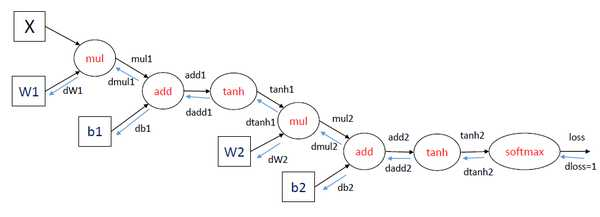 X
mul
mul1
W1
dW1
dmul1
add
add1
b1
db1
dadd1
tanh
tanh1
dtanh1
mul
mul2
W2
dW2
dmul2
add
add2
b2
db2
dadd2
tanh
tanh2
dtanh2
softmax
loss
dloss=1